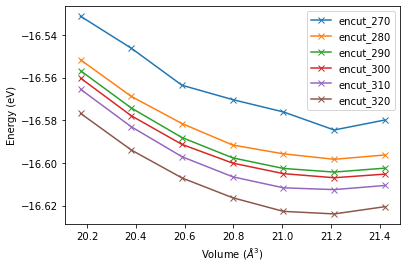 encut_270
encut_280
encut_290
encut_300
encut_310
encut_320
−16.54
−16.56
−16.58
−16.60
−16.62
Energy (eV)
20.2 20.4 20.6 20.8 21.0 21.2 21.4
Volume (Å³)